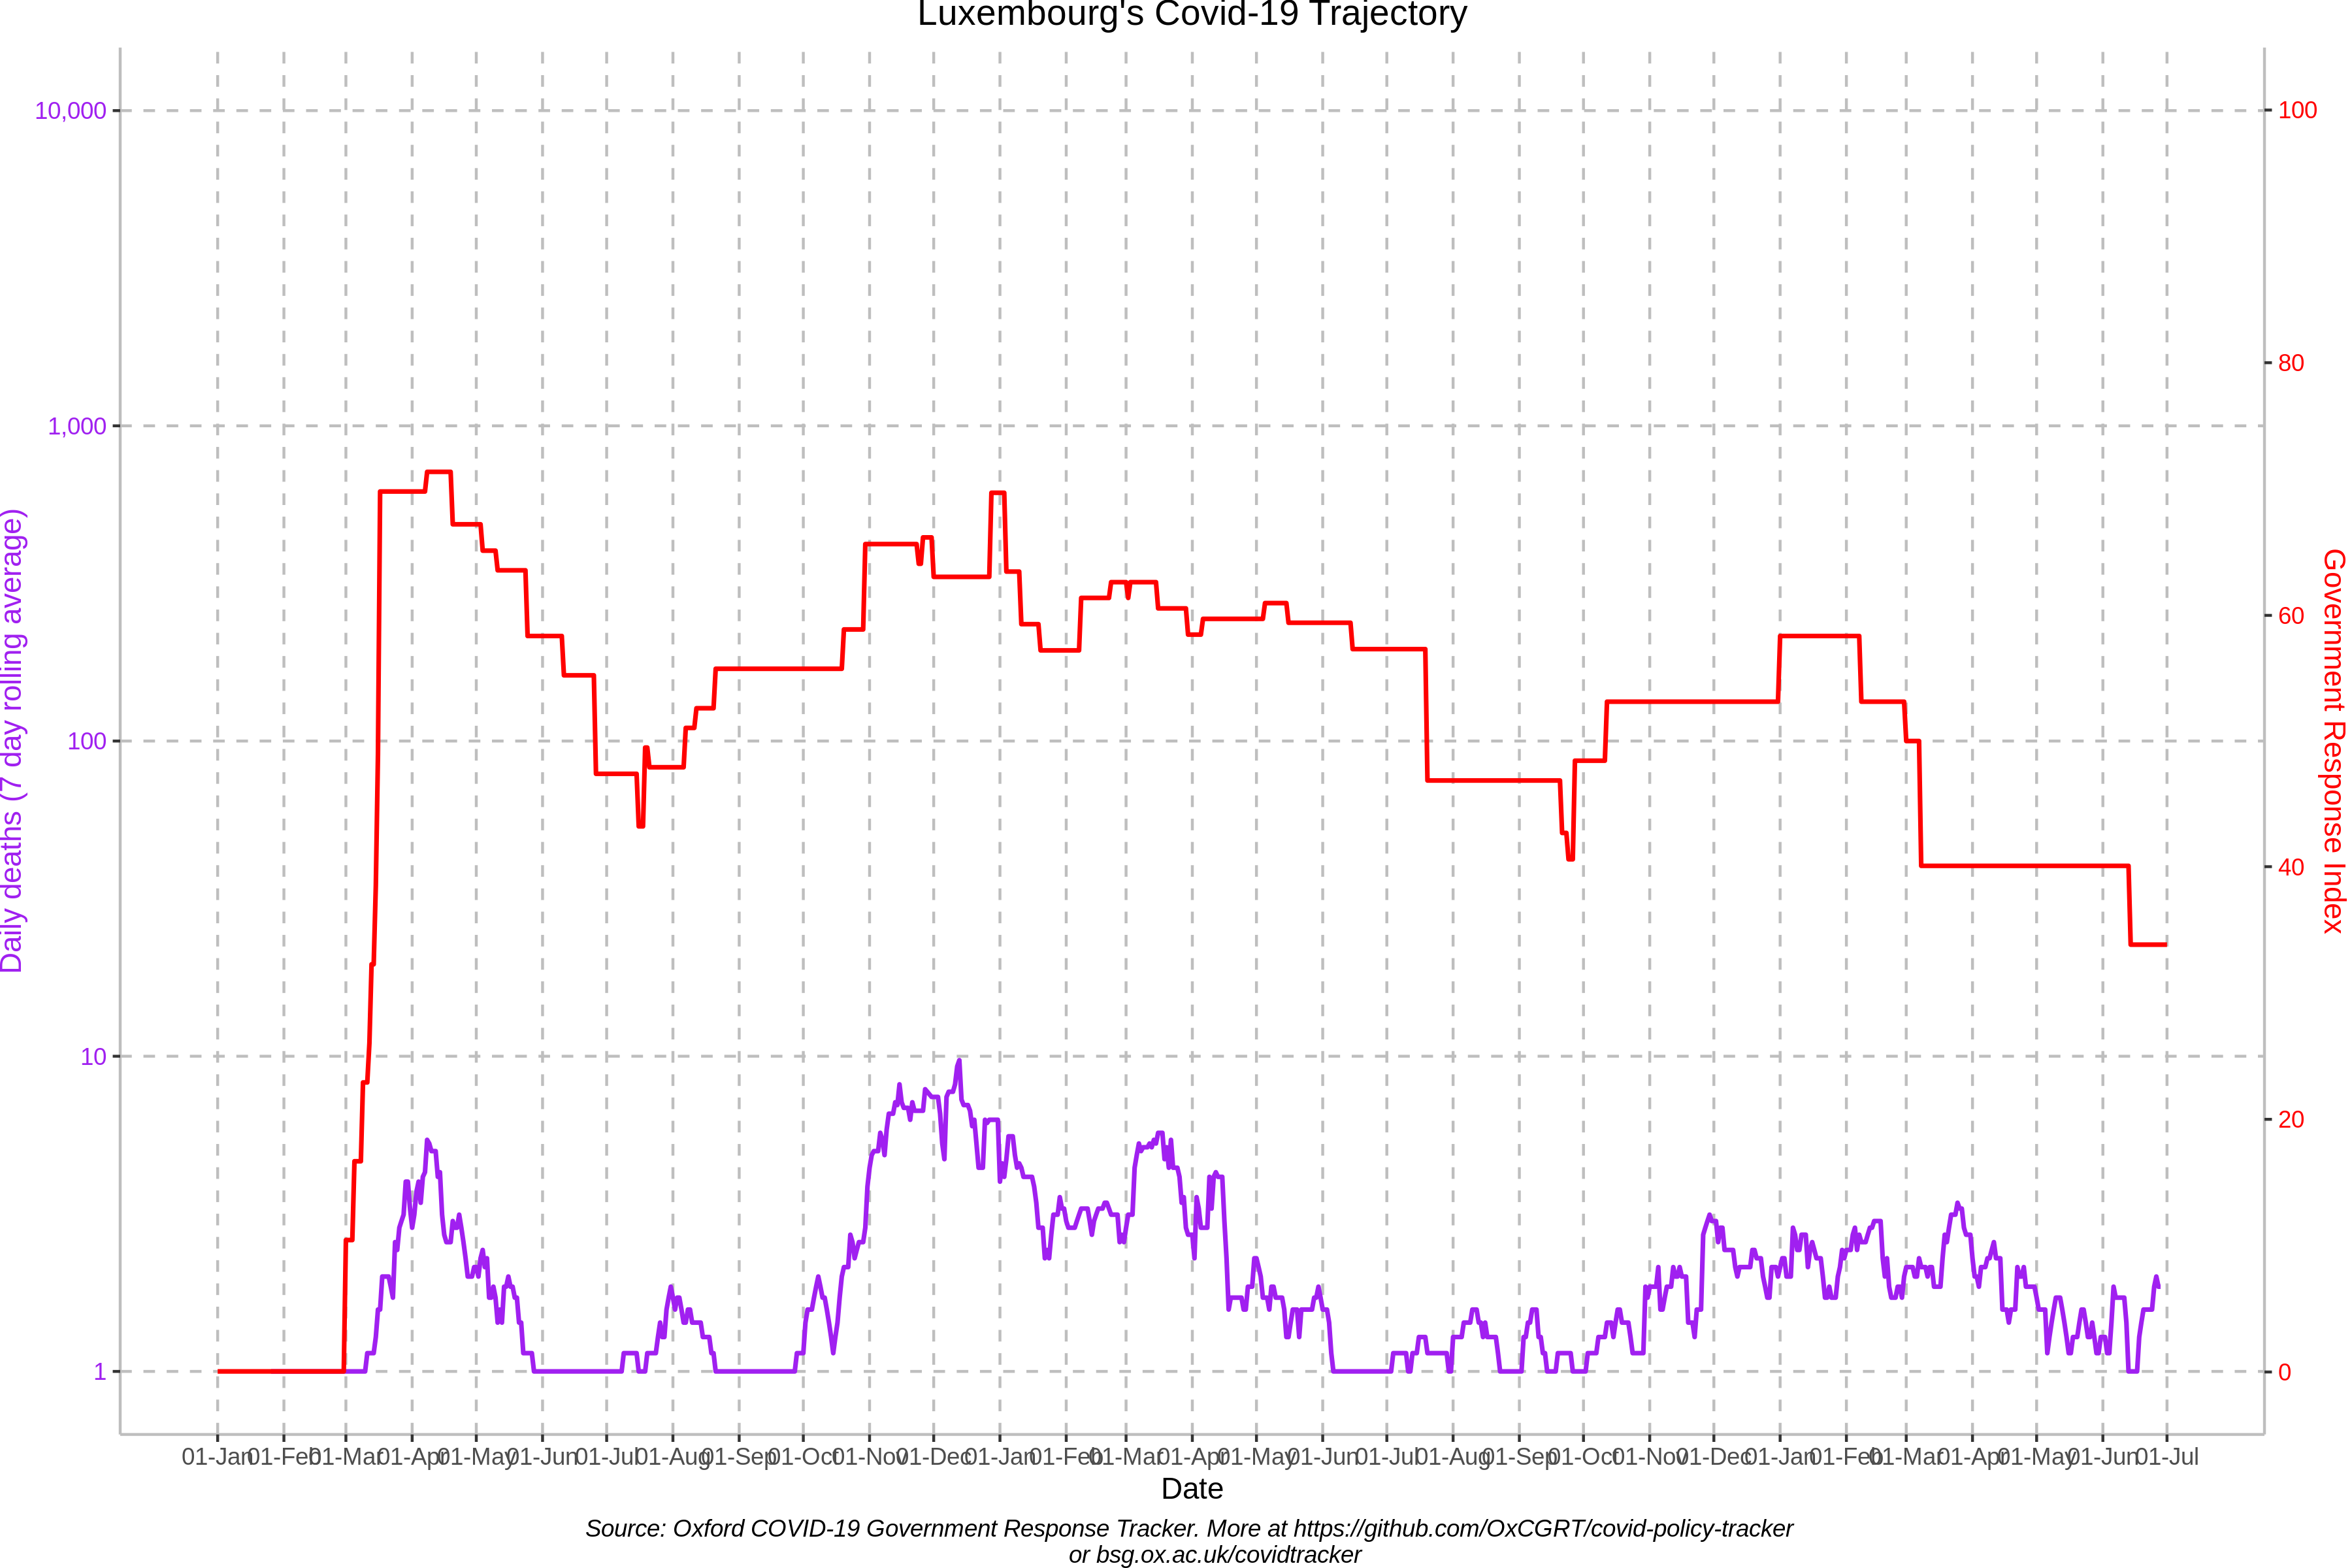 Luxembourg's Covid-19 Trajectory
10,000
1,000
100
10
1
Daily deaths (7 day rolling average)
100
80
60
40
20
0
Government Response Index
01-Jan 01-Feb 01-Mar 01-Apr 01-May 01-Jun 01-Jul 01-Aug 01-Sep 01-Oct 01-Nov 01-Dec 01-Jan 01-Feb 01-Mar 01-Apr 01-May 01-Jun 01-Jul 01-Aug 01-Sep 01-Oct 01-Nov 01-Dec 01-Jan 01-Feb 01-Mar 01-Apr 01-May 01-Jun 01-Jul
Date
Source: Oxford COVID-19 Government Response Tracker. More at https://github.com/OxCGRT/covid-policy-tracker
or bsg.ox.ac.uk/covidtracker